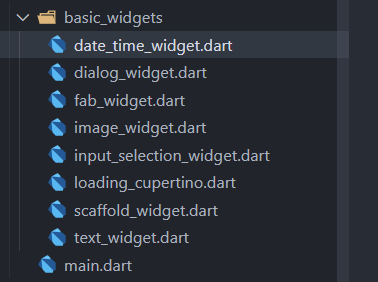 basic_widgets
date_time_widget.dart
dialog_widget.dart
fab_widget.dart
image_widget.dart
input_selection_widget.dart
loading_cupertino.dart
scaffold_widget.dart
text_widget.dart
main.dart